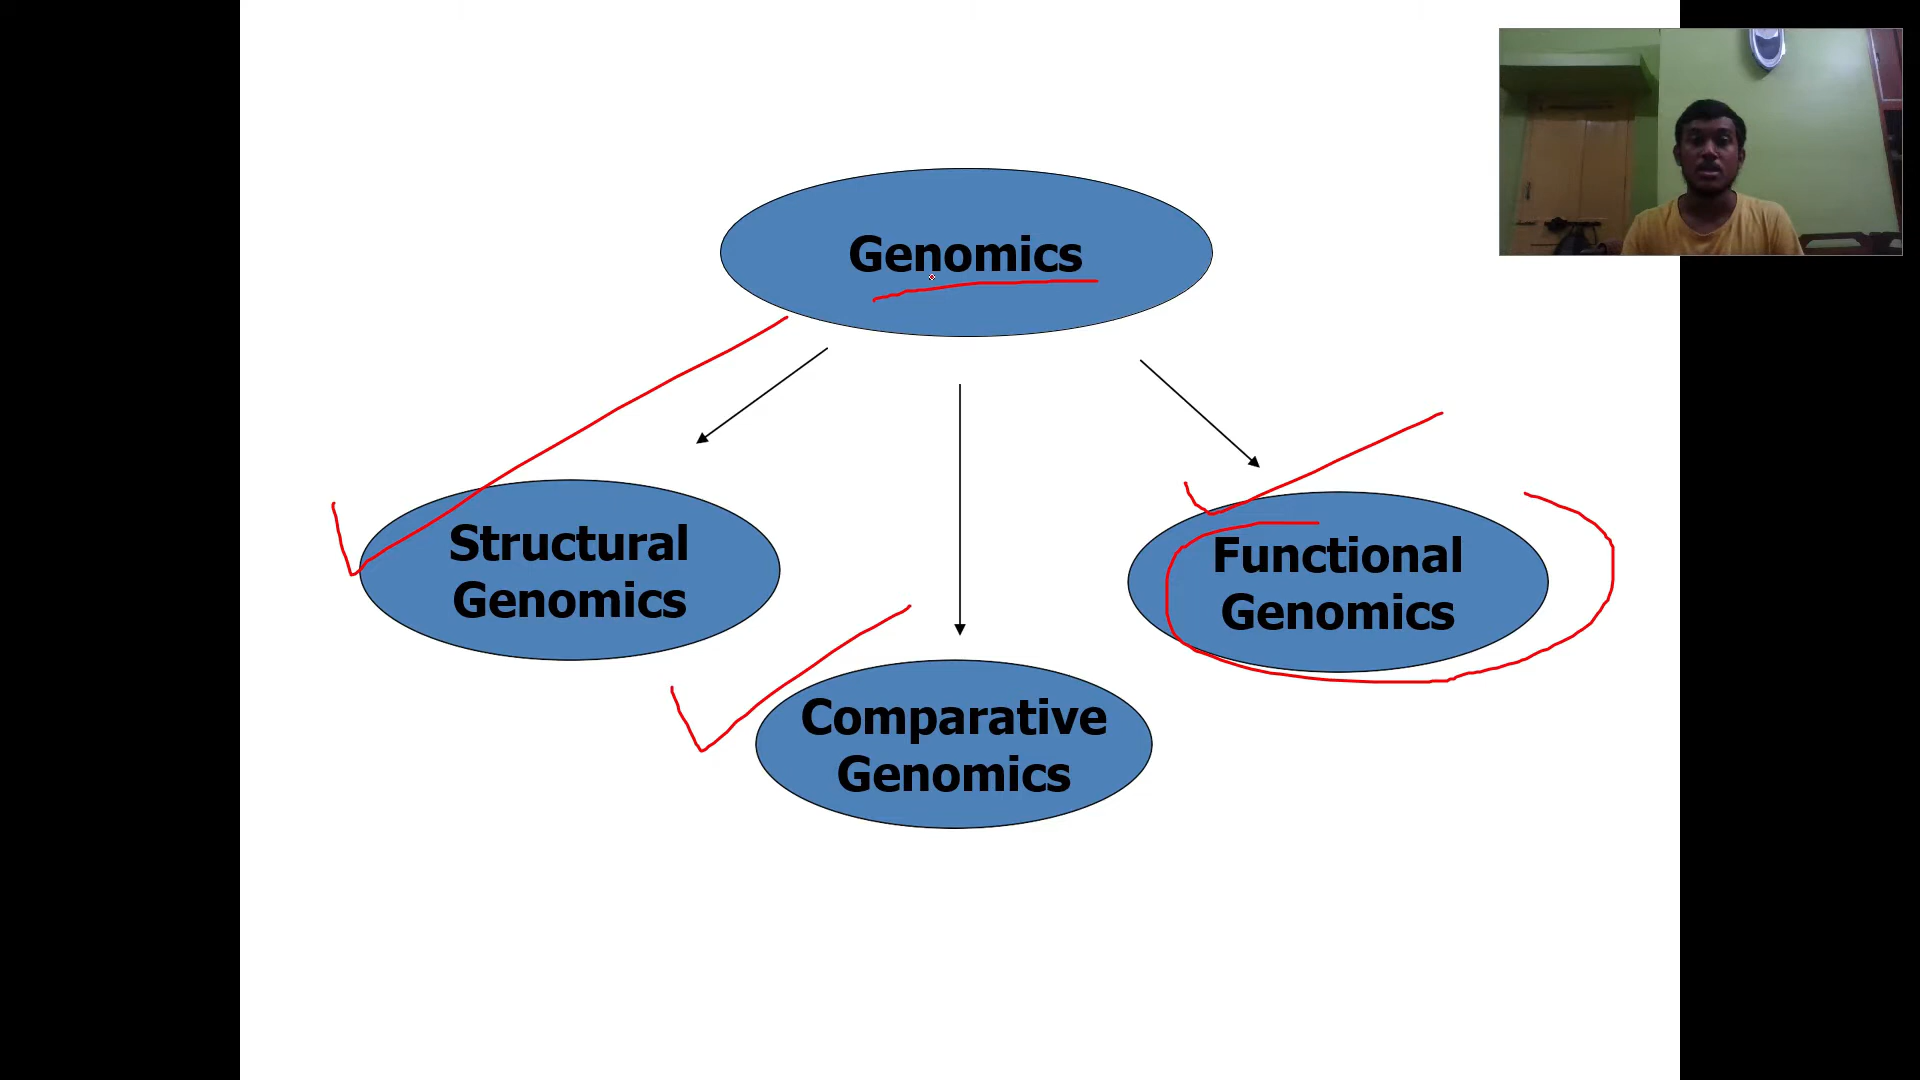 Genomics
Structural
Genomics
Functional
Genomics
Comparative
Genomics